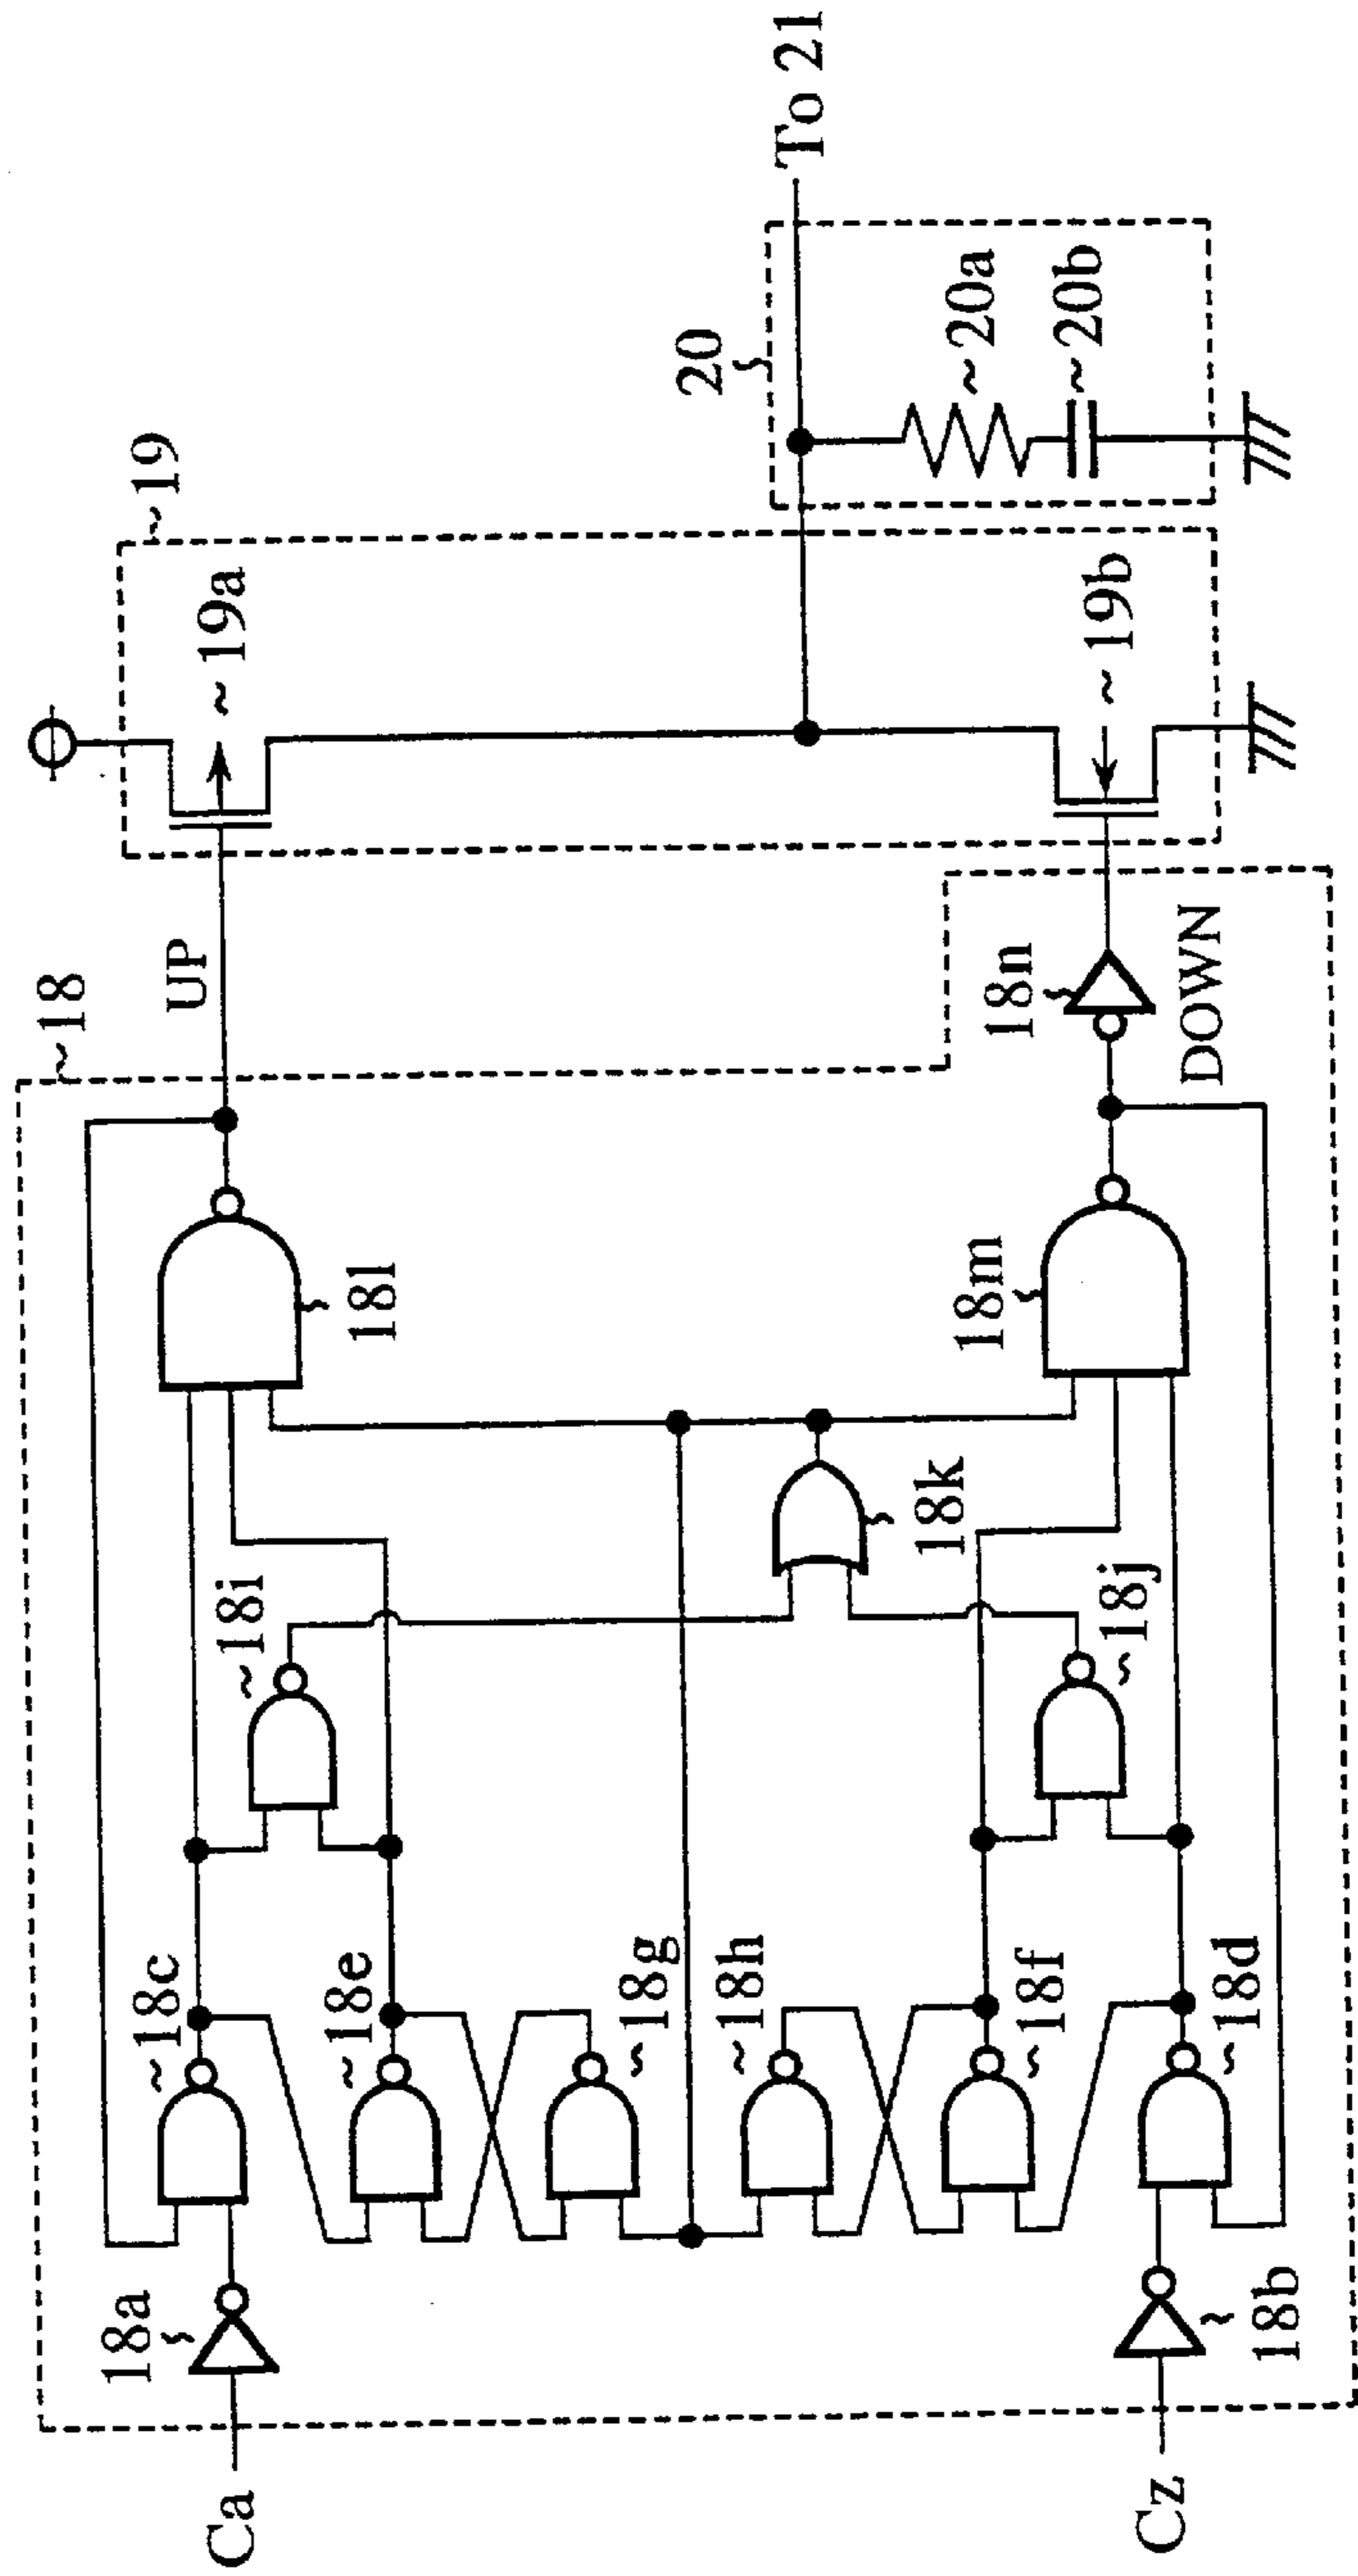 ~18
~19
20
UP
~19a
To 21
18a
~18c
~18i
18l
~18e
~20a
~20b
~18g
18k
~18h
18m
18n
~19b
~18f
~18j
DOWN
~18d
18b
Ca
Cz